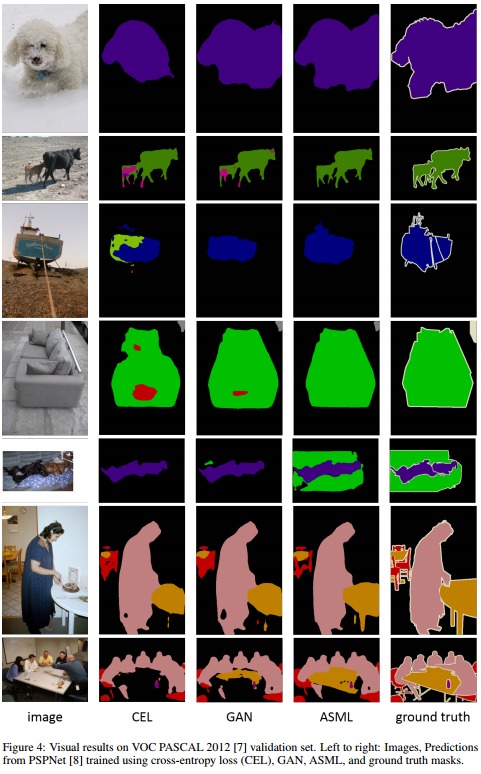 image CEL GAN ASML ground truth
Figure 4: Visual results on VOC PASCAL 2012 [7] validation set. Left to right: Images, Predictions
from PSPNet [8] trained using cross-entropy loss (CEL), GAN, ASML, and ground truth masks.